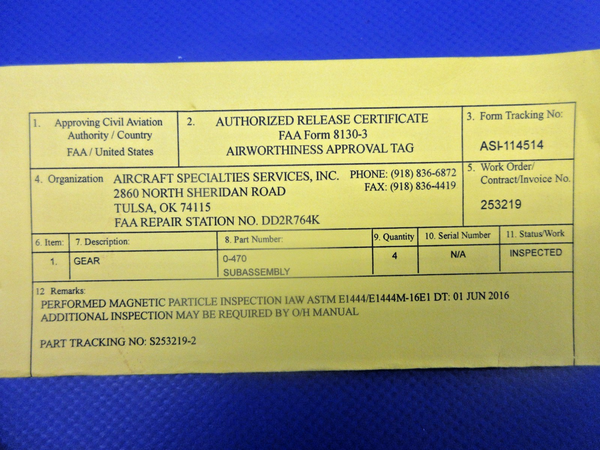 1. Approving Civil Aviation
Authority / Country
FAA / United States
2. AUTHORIZED RELEASE CERTIFICATE
FAA Form 8130-3
AIRWORTHINESS APPROVAL TAG
3. Form Tracking No:
ASI-114514
4. Organization AIRCRAFT SPECIALTIES SERVICES, INC. PHONE: (918) 836-6872
2860 NORTH SHERIDAN ROAD FAX: (918) 836-4419
TULSA, OK 74115
FAA REPAIR STATION NO. DD2R764K
5. Work Order/
Contract/Invoice No.
253219
6. Item: 7. Description: 8. Part Number: 9. Quantity 10. Serial Number 11. Status/Work
1. GEAR 0-470 4 N/A INSPECTED
SUBASSEMBLY
12 Remarks:
PERFORMED MAGNETIC PARTICLE INSPECTION IAW ASTM E1444/E1444M-16E1 DT: 01 JUN 2016
ADDITIONAL INSPECTION MAY BE REQUIRED BY O/H MANUAL
PART TRACKING NO: S253219-2